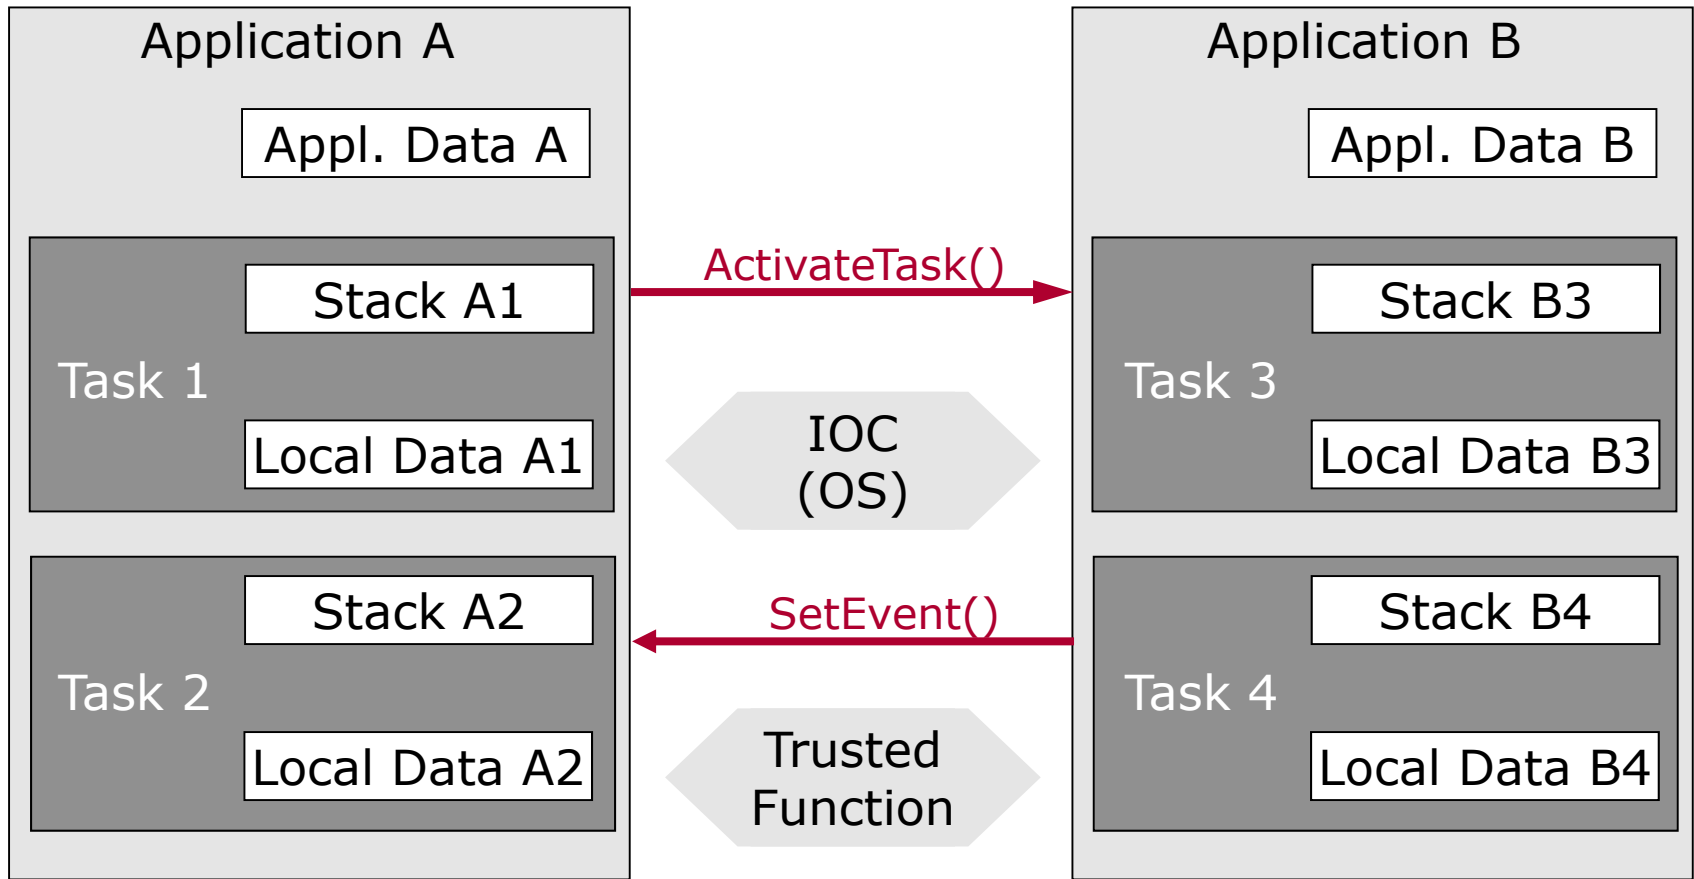 Application A
Appl. Data A
Stack A1
Task 1
Local Data A1
Stack A2
Task 2
Local Data A2
ActivateTask()
IOC
(OS)
SetEvent()
Trusted
Function
Application B
Appl. Data B
Stack B3
Task 3
Local Data B3
Stack B4
Task 4
Local Data B4